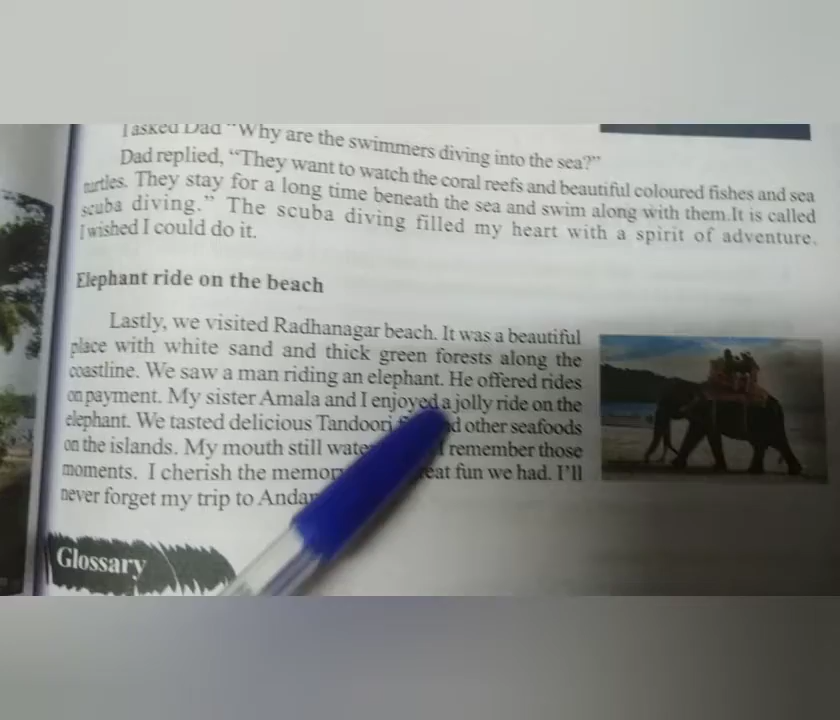 I asked Dad "Why are the swimmers diving into the sea?"
Dad replied, "They want to watch the coral reefs and beautiful coloured fishes and sea
turtles. They stay for a long time beneath the sea and swim along with them.It is called
scuba diving." The scuba diving filled my heart with a spirit of adventure.
I wished I could do it.
Elephant ride on the beach
Lastly, we visited Radhanagar beach. It was a beautiful
place with white sand and thick green forests along the
coastline. We saw a man riding an elephant. He offered rides
on payment. My sister Amala and I enjoyed a jolly ride on the
elephant. We tasted delicious Tandoori other seafoods
on the islands. My mouth still I remember those
moments. I cherish the fun we had. I'll
never forget my trip to
Glossary